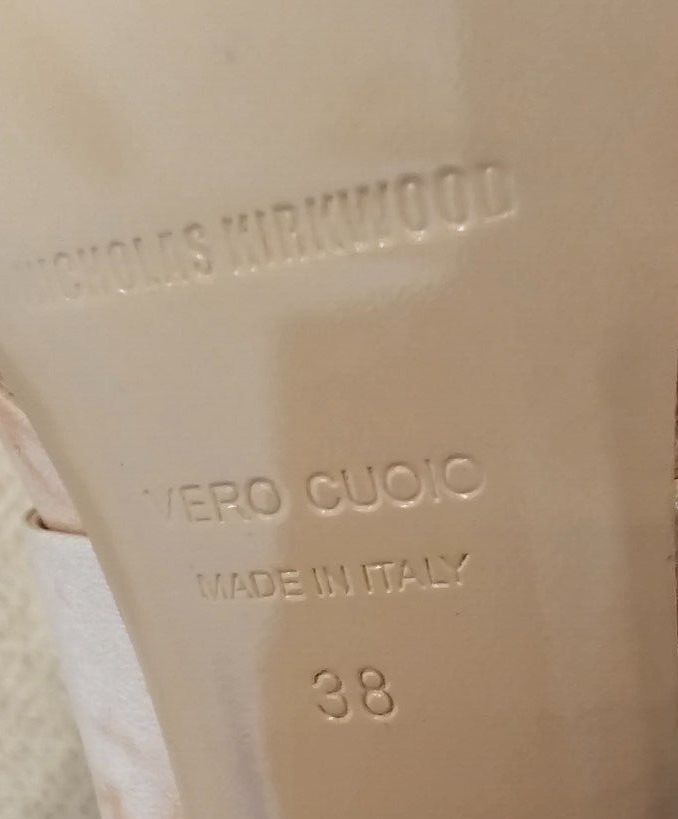 NICHOLAS KIRKWOOD
VERO CUOIO
MADE IN ITALY
38